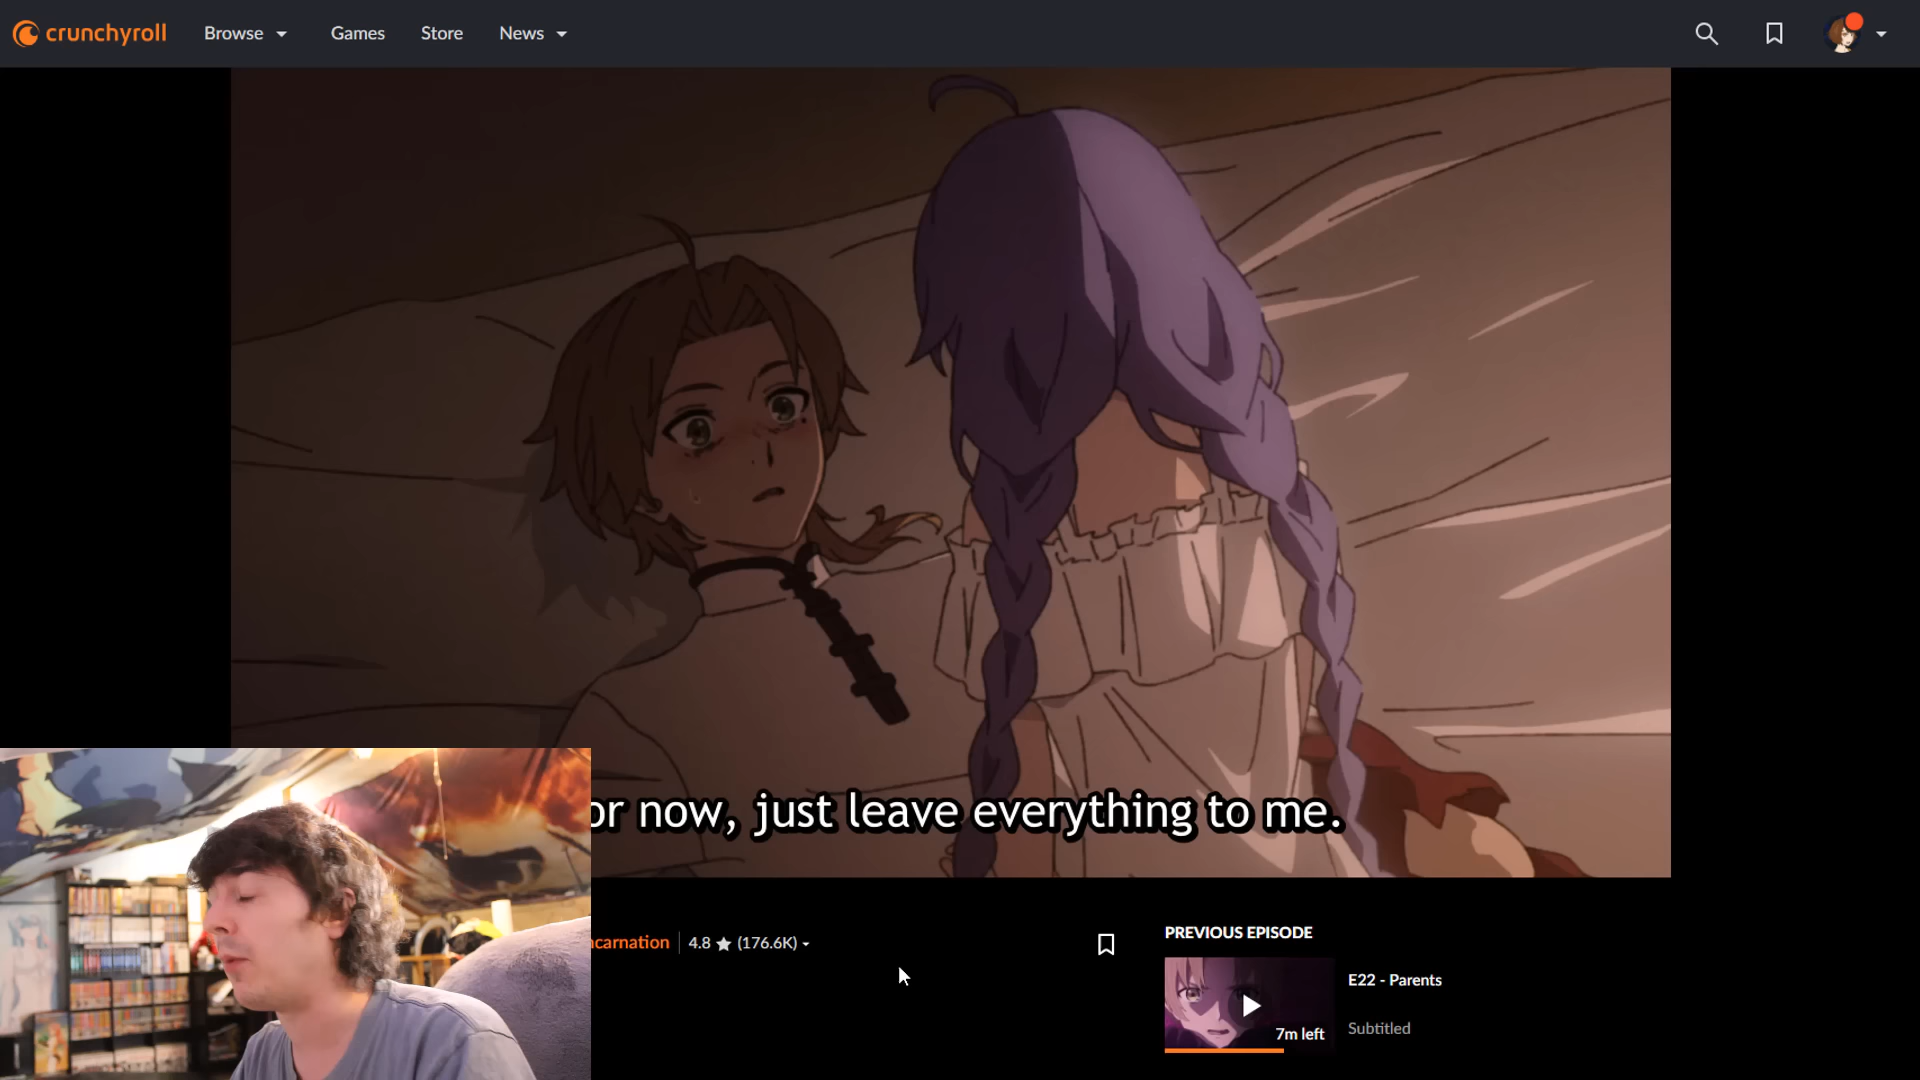 crunchyroll
Browse
Games
Store
News
or now, just leave everything to me.
ncarnation
4.8 ★ (176.6K)
PREVIOUS EPISODE
E22 - Parents
7m left
Subtitled